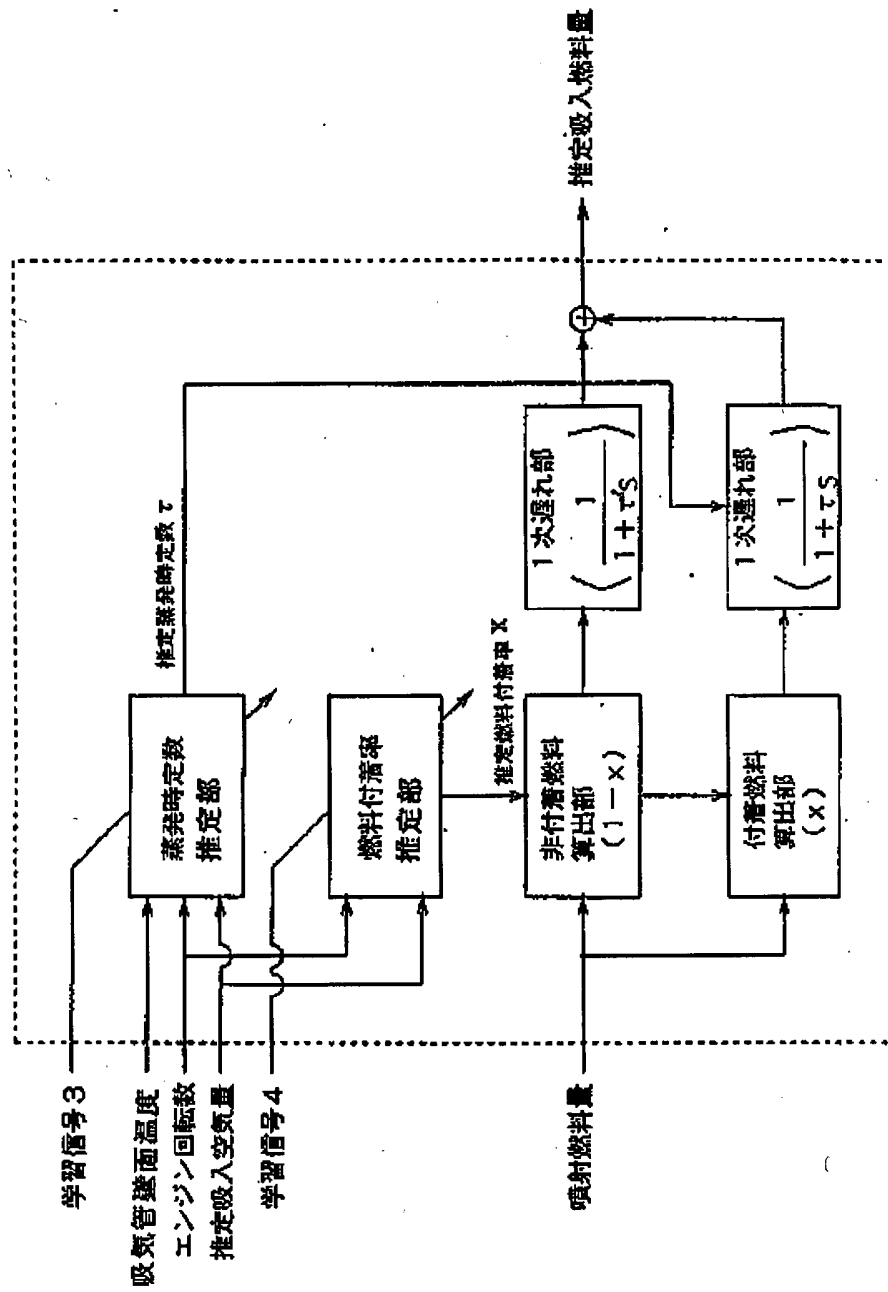 学習信号3
吸気管壁面温度
エンジン回転数
推定吸入空気量
学習信号4
噴射燃料量
蒸発時定数
推定部
推定蒸発時定数 τ
燃料付着率
推定部
推定燃料付着率 X
非付着燃料
算出部
(1−x)
付着燃料
算出部
(x)
1次遅れ部
(1/1+τ'S)
1次遅れ部
(1/1+τS)
+
推定吸入燃料量